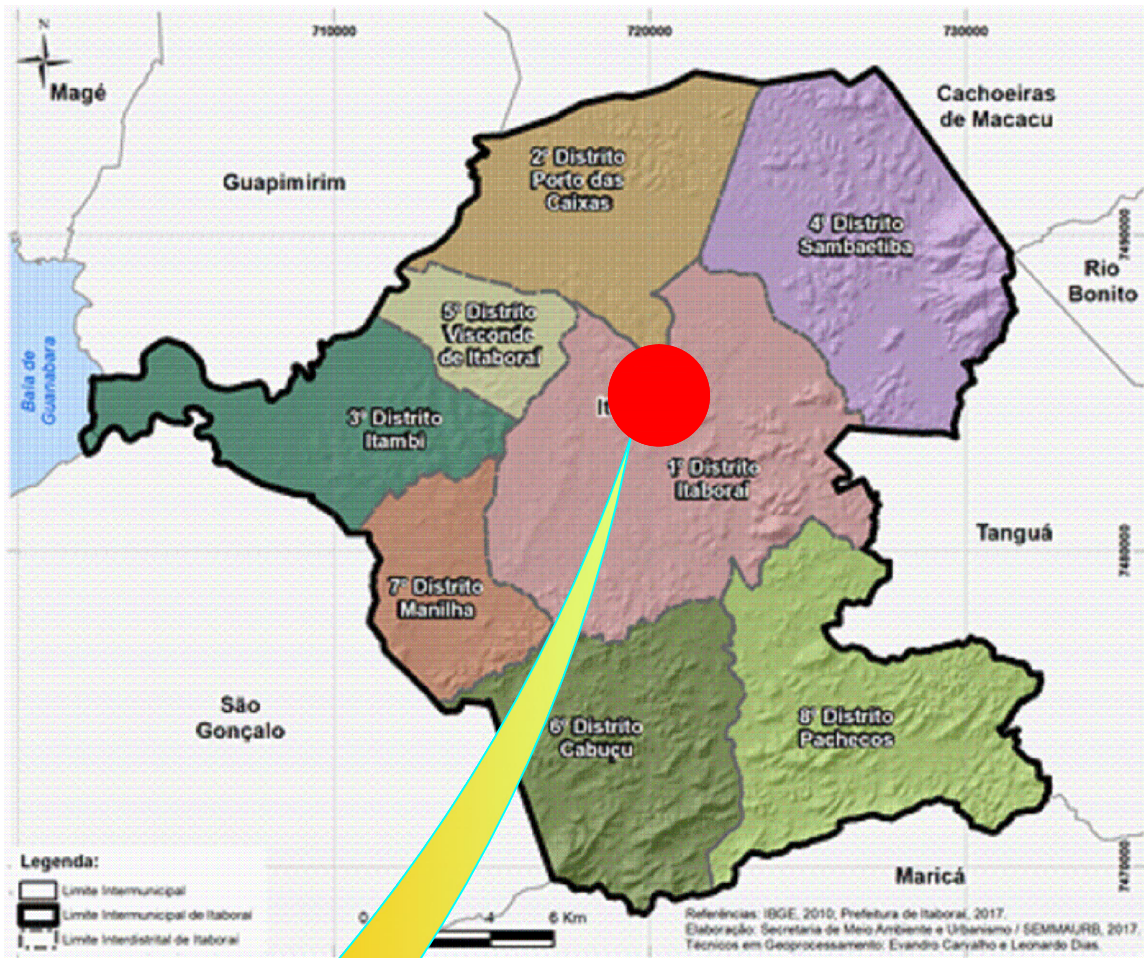 N
710000
720000
730000
Magé
Cachoeiras
de Macacu
2º Distrito
Porto das
Caixas
Guapimirim
4º Distrito
Sambaetiba
7490000
Rio
Bonito
5º Distrito
Visconde
de Itaboraí
Baía de
Guanabara
3º Distrito
Itambi
It
1º Distrito
Itaboraí
Tanguá
7480000
7º Distrito
Manilha
São
Gonçalo
6º Distrito
Cabuçu
8º Distrito
Pachecos
7470000
Maricá
Legenda:
Limite Intermunicipal
Limite Intermunicipal de Itaboraí
Limite Interdistrital de Itaboraí
0 4 6 Km
Referências: IBGE, 2010; Prefeitura de Itaboraí, 2017.
Elaboração: Secretaria de Meio Ambiente e Urbanismo / SEMMAURB, 2017.
Técnicos em Geoprocessamento: Evandro Carvalho e Leonardo Dias.